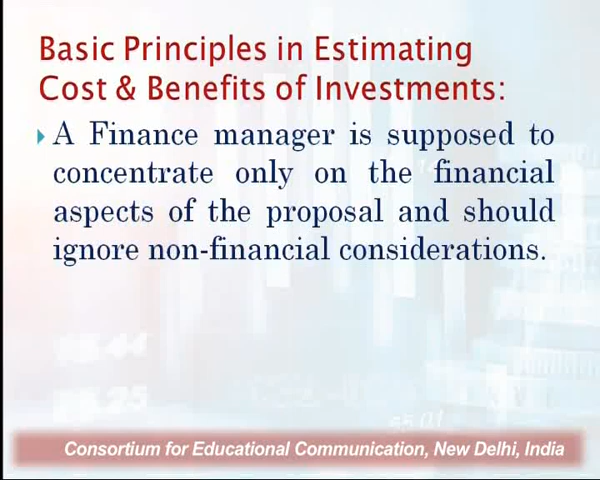 Basic Principles in Estimating
Cost & Benefits of Investments:
A Finance manager is supposed to
concentrate only on the financial
aspects of the proposal and should
ignore non-financial considerations.
Consortium for Educational Communication, New Delhi, India